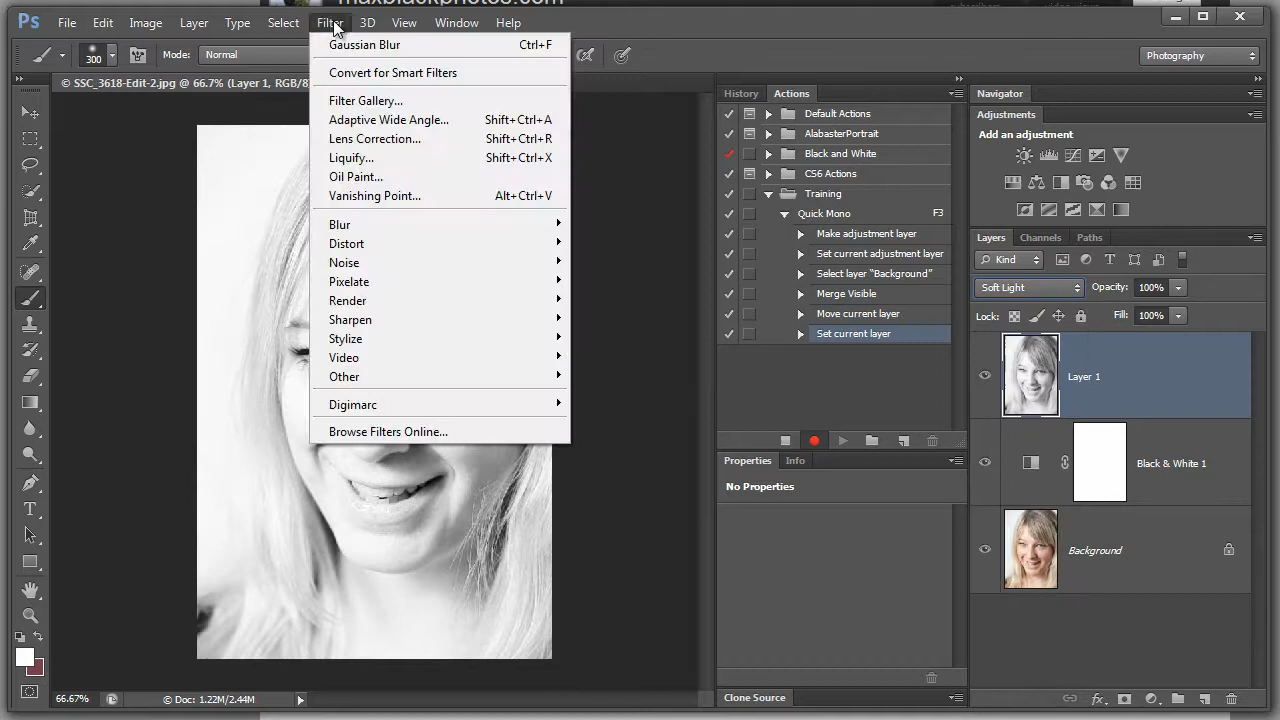 maxblackphotos.com
Ps File Edit Image Layer Type Select Filter 3D View Window Help
300 Mode: Normal Photography
© SSC_3618-Edit-2.jpg @ 66.7% (Layer 1, RGB/8)
Gaussian Blur Ctrl+F
Convert for Smart Filters
Filter Gallery...
Adaptive Wide Angle... Shift+Ctrl+A
Lens Correction... Shift+Ctrl+R
Liquify... Shift+Ctrl+X
Oil Paint...
Vanishing Point... Alt+Ctrl+V
Blur
Distort
Noise
Pixelate
Render
Sharpen
Stylize
Video
Other
Digimarc
Browse Filters Online...
66.67% © Doc: 1.22M/2.44M
History Actions
Default Actions
AlabasterPortrait
Black and White
CS6 Actions
Training
Quick Mono F3
Make adjustment layer
Set current adjustment layer
Select layer “Background”
Merge Visible
Move current layer
Set current layer
Properties Info
No Properties
Clone Source
Navigator
Adjustments
Add an adjustment
Layers Channels Paths
Kind
Soft Light Opacity: 100%
Lock: Fill: 100%
Layer 1
Black & White 1
Background
fx